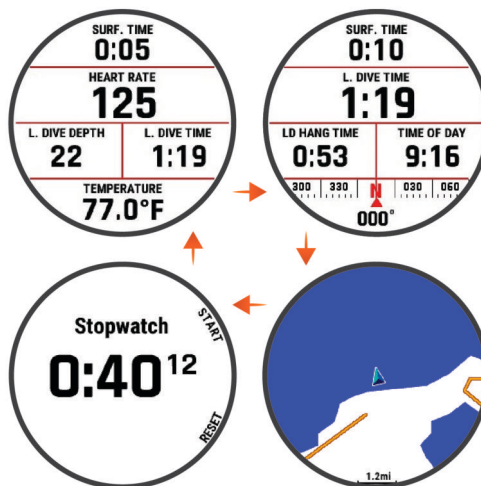 SURF. TIME
0:05
HEART RATE
125
L. DIVE DEPTH
22
L. DIVE TIME
1:19
TEMPERATURE
77.0°F
SURF. TIME
0:10
L. DIVE TIME
1:19
LD HANG TIME
0:53
TIME OF DAY
9:16
300 330 N 030 060
000°
Stopwatch
0:40 12
START
RESET
1.2mi